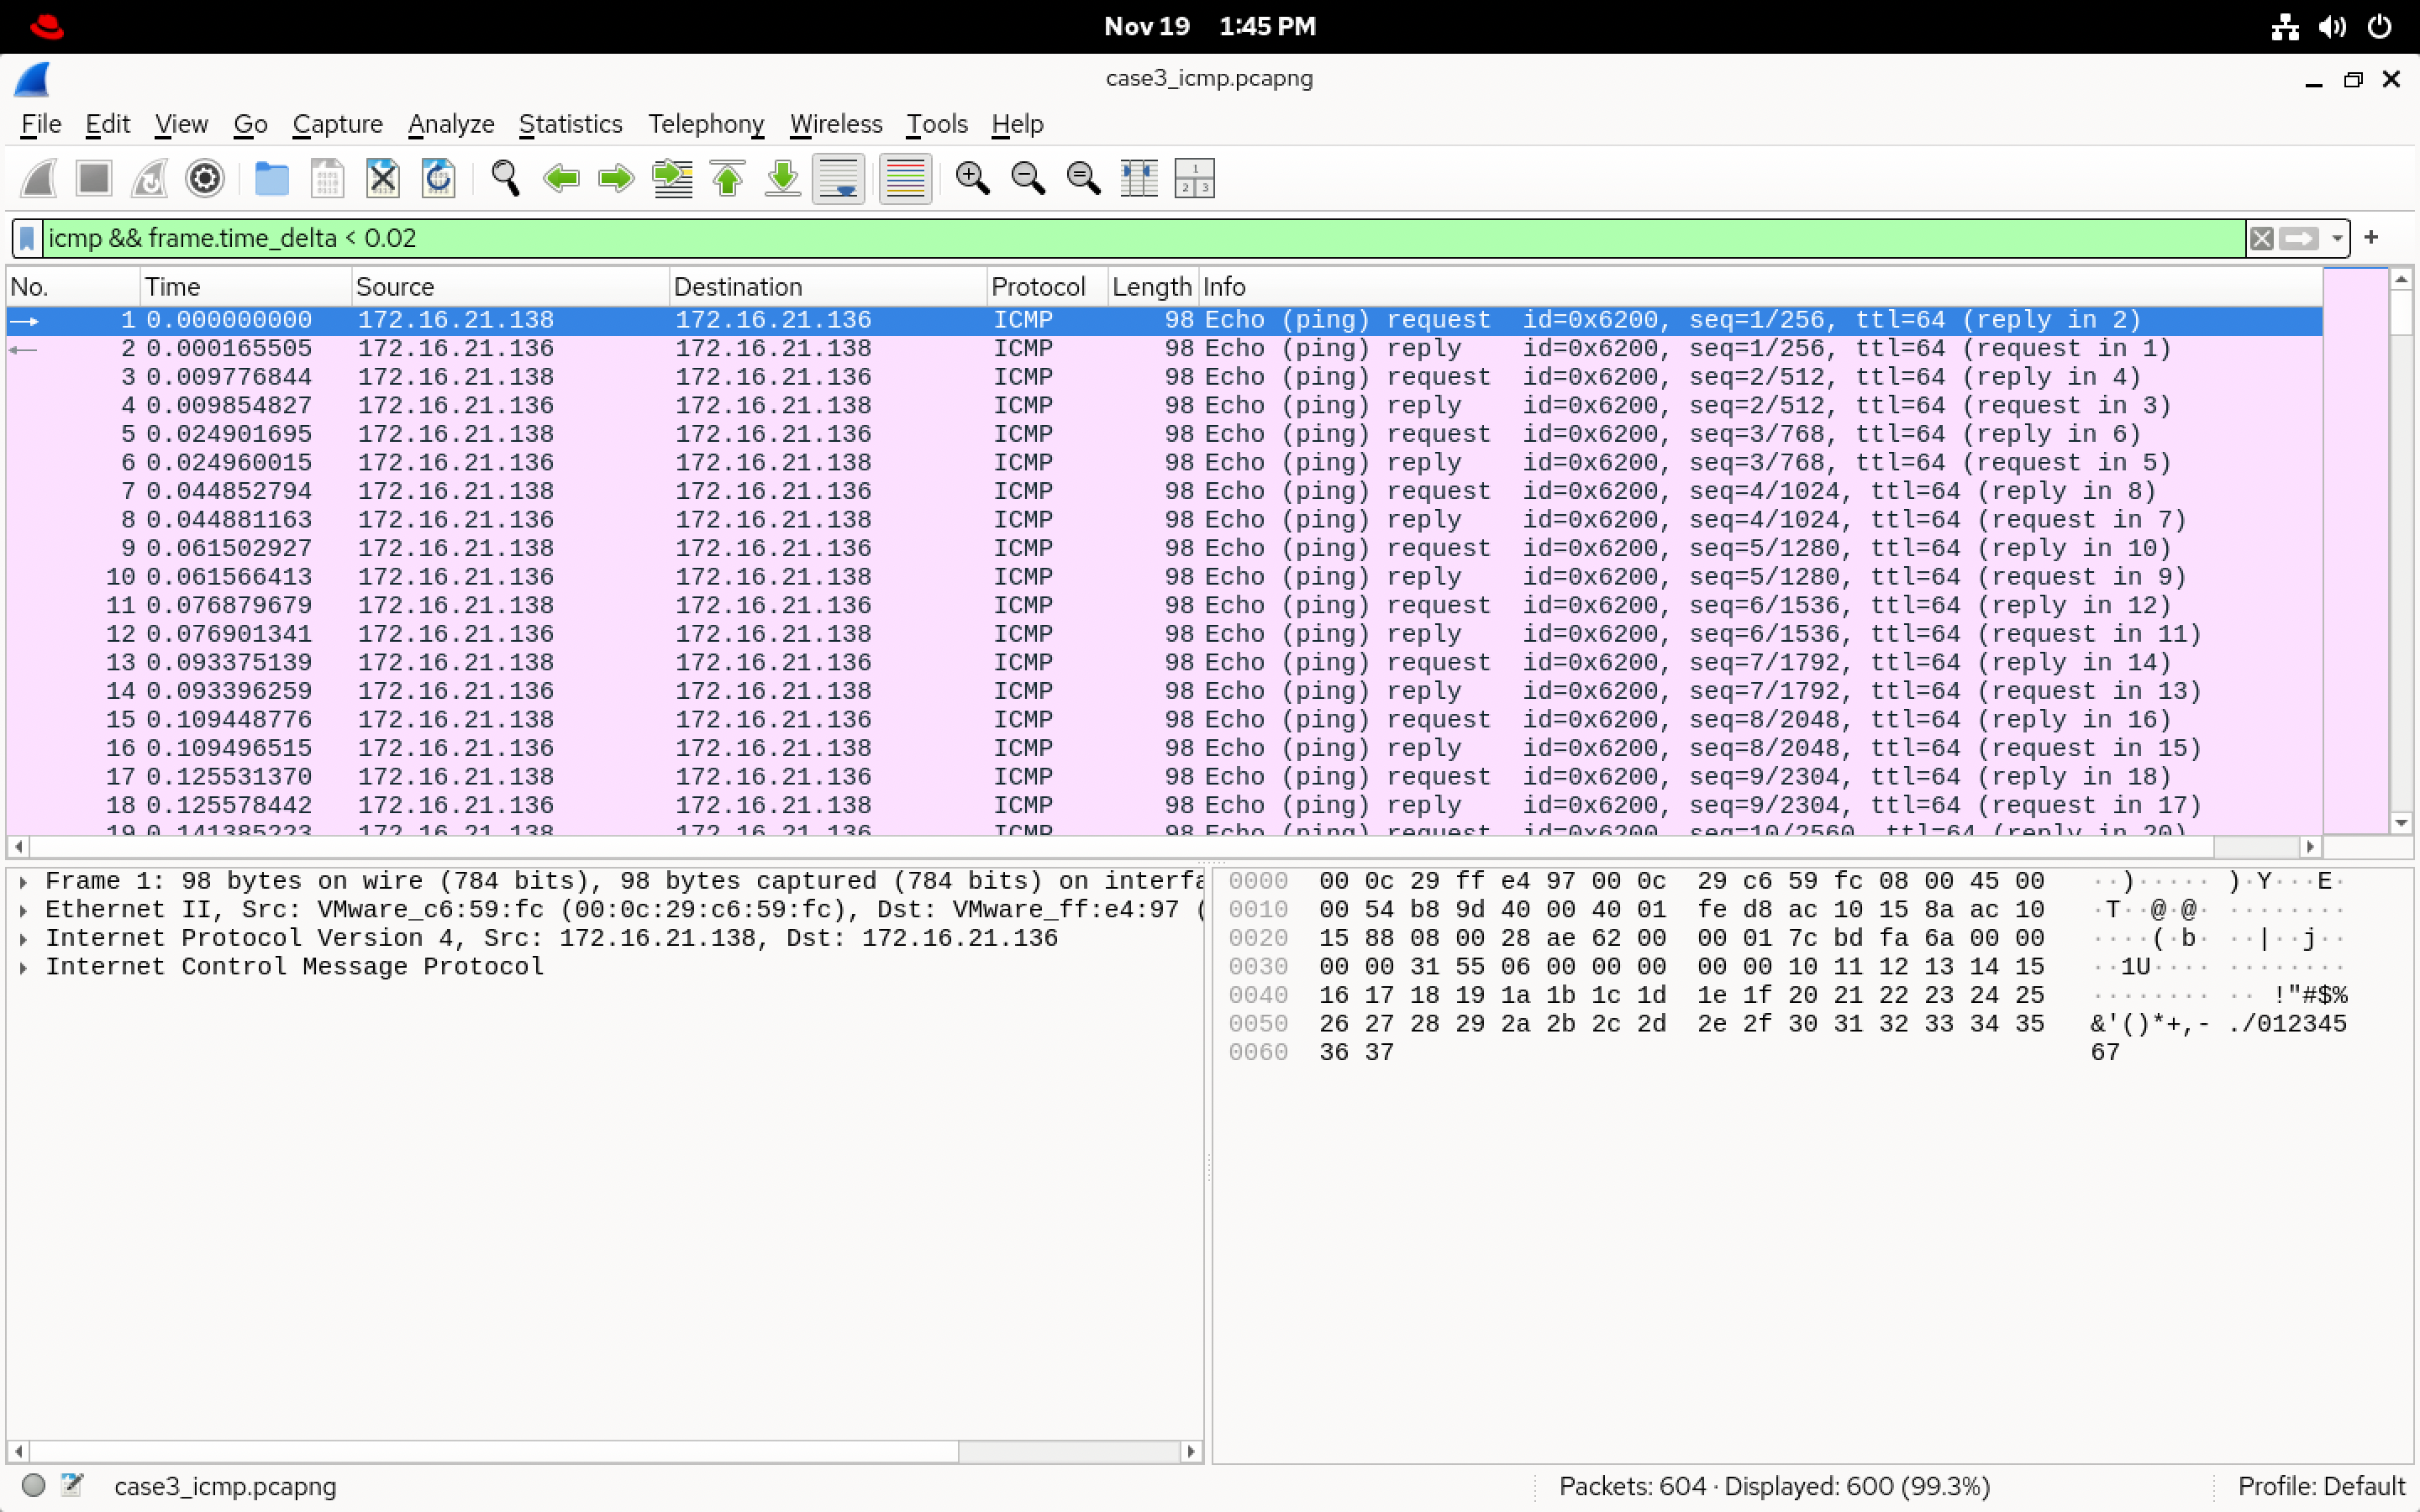 Nov 19 1:45 PM
case3_icmp.pcapng
File Edit View Go Capture Analyze Statistics Telephony Wireless Tools Help
icmp && frame.time_delta < 0.02
No. Time Source Destination Protocol Length Info
1 0.000000000 172.16.21.138 172.16.21.136 ICMP 98 Echo (ping) request id=0x6200, seq=1/256, ttl=64 (reply in 2)
2 0.000165505 172.16.21.136 172.16.21.138 ICMP 98 Echo (ping) reply id=0x6200, seq=1/256, ttl=64 (request in 1)
3 0.009776844 172.16.21.138 172.16.21.136 ICMP 98 Echo (ping) request id=0x6200, seq=2/512, ttl=64 (reply in 4)
4 0.009854827 172.16.21.136 172.16.21.138 ICMP 98 Echo (ping) reply id=0x6200, seq=2/512, ttl=64 (request in 3)
5 0.024901695 172.16.21.138 172.16.21.136 ICMP 98 Echo (ping) request id=0x6200, seq=3/768, ttl=64 (reply in 6)
6 0.024960015 172.16.21.136 172.16.21.138 ICMP 98 Echo (ping) reply id=0x6200, seq=3/768, ttl=64 (request in 5)
7 0.044852794 172.16.21.138 172.16.21.136 ICMP 98 Echo (ping) request id=0x6200, seq=4/1024, ttl=64 (reply in 8)
8 0.044881163 172.16.21.136 172.16.21.138 ICMP 98 Echo (ping) reply id=0x6200, seq=4/1024, ttl=64 (request in 7)
9 0.061502927 172.16.21.138 172.16.21.136 ICMP 98 Echo (ping) request id=0x6200, seq=5/1280, ttl=64 (reply in 10)
10 0.061566413 172.16.21.136 172.16.21.138 ICMP 98 Echo (ping) reply id=0x6200, seq=5/1280, ttl=64 (request in 9)
11 0.076879679 172.16.21.138 172.16.21.136 ICMP 98 Echo (ping) request id=0x6200, seq=6/1536, ttl=64 (reply in 12)
12 0.076901341 172.16.21.136 172.16.21.138 ICMP 98 Echo (ping) reply id=0x6200, seq=6/1536, ttl=64 (request in 11)
13 0.093375139 172.16.21.138 172.16.21.136 ICMP 98 Echo (ping) request id=0x6200, seq=7/1792, ttl=64 (reply in 14)
14 0.093396259 172.16.21.136 172.16.21.138 ICMP 98 Echo (ping) reply id=0x6200, seq=7/1792, ttl=64 (request in 13)
15 0.109448776 172.16.21.138 172.16.21.136 ICMP 98 Echo (ping) request id=0x6200, seq=8/2048, ttl=64 (reply in 16)
16 0.109496515 172.16.21.136 172.16.21.138 ICMP 98 Echo (ping) reply id=0x6200, seq=8/2048, ttl=64 (request in 15)
17 0.125531370 172.16.21.138 172.16.21.136 ICMP 98 Echo (ping) request id=0x6200, seq=9/2304, ttl=64 (reply in 18)
18 0.125578442 172.16.21.136 172.16.21.138 ICMP 98 Echo (ping) reply id=0x6200, seq=9/2304, ttl=64 (request in 17)
19 0.141385223 172.16.21.138 172.16.21.136 ICMP 98 Echo (ping) request id=0x6200, seq=10/2560, ttl=64 (reply in 20)
Frame 1: 98 bytes on wire (784 bits), 98 bytes captured (784 bits) on interfa
Ethernet II, Src: VMware_c6:59:fc (00:0c:29:c6:59:fc), Dst: VMware_ff:e4:97 (
Internet Protocol Version 4, Src: 172.16.21.138, Dst: 172.16.21.136
Internet Control Message Protocol
0000 00 0c 29 ff e4 97 00 0c 29 c6 59 fc 08 00 45 00 ··)····· )·Y···E·
0010 00 54 b8 9d 40 00 40 01 fe d8 ac 10 15 8a ac 10 ·T··@·@· ········
0020 15 88 08 00 28 ae 62 00 00 01 7c bd fa 6a 00 00 ····(·b· ··|··j··
0030 00 00 31 55 06 00 00 00 00 00 10 11 12 13 14 15 ··1U···· ········
0040 16 17 18 19 1a 1b 1c 1d 1e 1f 20 21 22 23 24 25 ········ ·· !"#$%
0050 26 27 28 29 2a 2b 2c 2d 2e 2f 30 31 32 33 34 35 &'()*+,- ./012345
0060 36 37 67
case3_icmp.pcapng Packets: 604 · Displayed: 600 (99.3%) Profile: Default